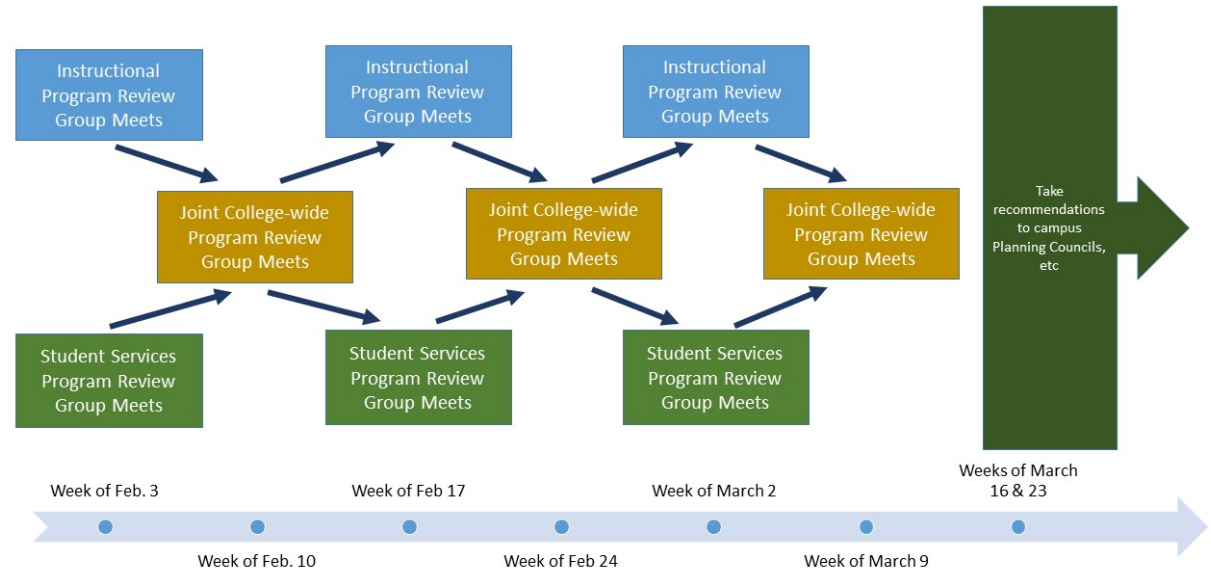 Instructional
Program Review
Group Meets
Instructional
Program Review
Group Meets
Instructional
Program Review
Group Meets
Joint College-wide
Program Review
Group Meets
Joint College-wide
Program Review
Group Meets
Joint College-wide
Program Review
Group Meets
Take
recommendations
to campus
Planning Councils,
etc
Student Services
Program Review
Group Meets
Student Services
Program Review
Group Meets
Student Services
Program Review
Group Meets
Week of Feb. 3
Week of Feb. 10
Week of Feb 17
Week of Feb 24
Week of March 2
Week of March 9
Weeks of March
16 & 23